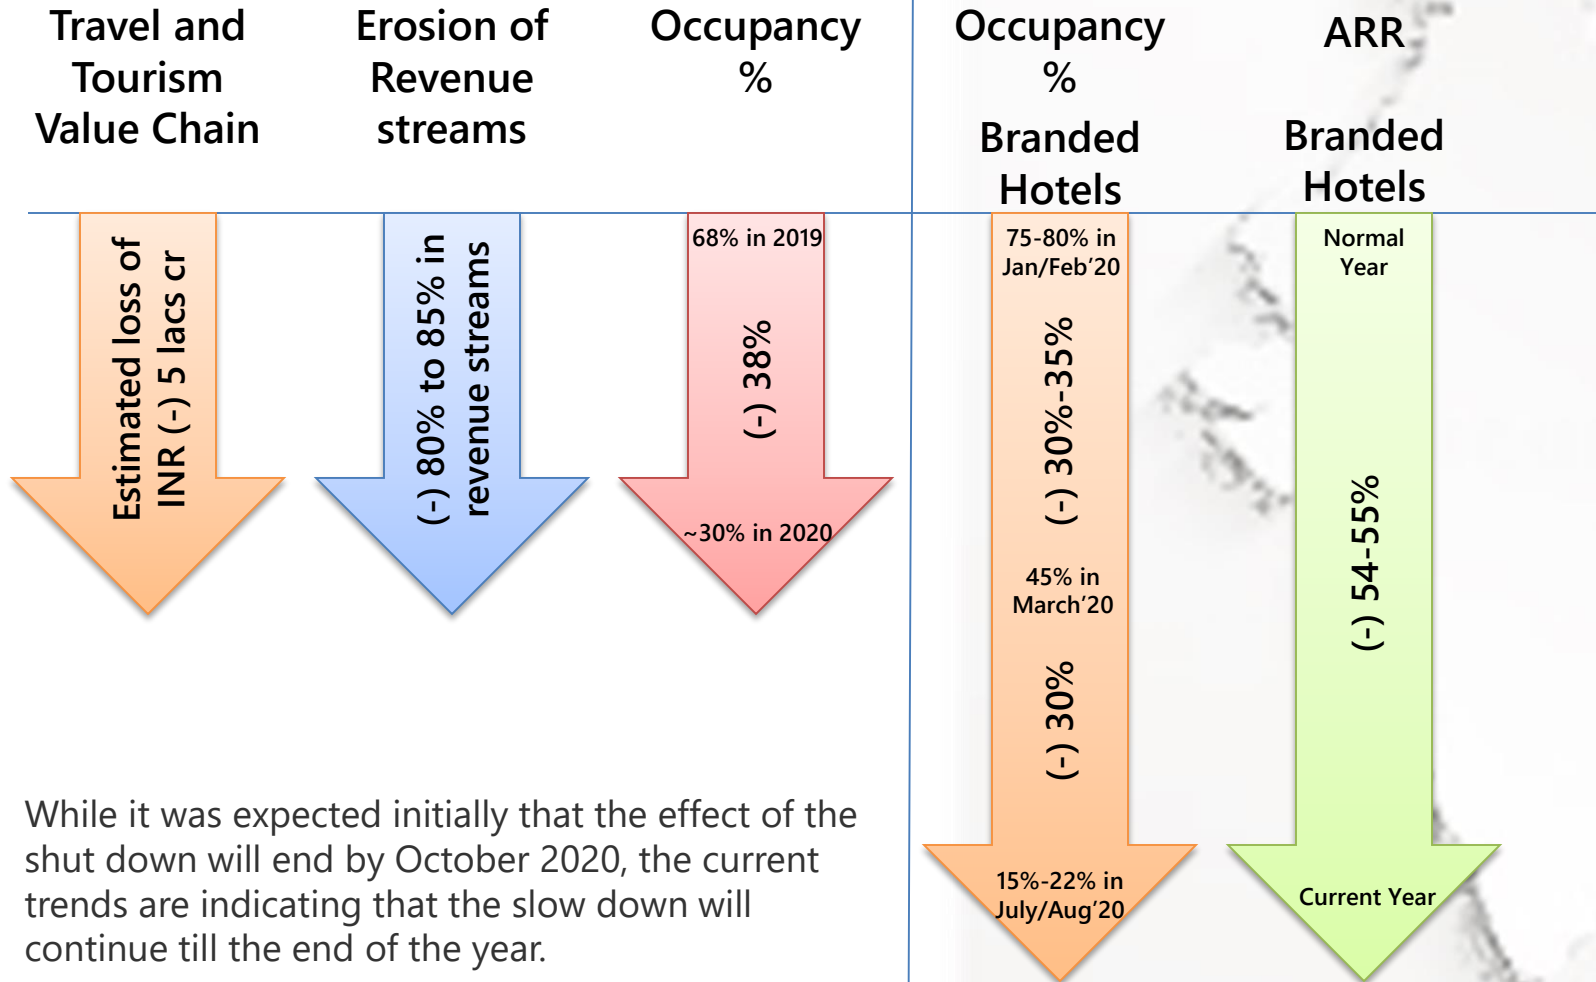 Travel and
Tourism
Value Chain
Erosion of
Revenue
streams
Occupancy
%
Occupancy
%
Branded
Hotels
ARR
Branded
Hotels
Estimated loss of
INR (-) 5 lacs cr
(-) 80% to 85% in
revenue streams
68% in 2019
(-) 38%
~30% in 2020
75-80% in
Jan/Feb’20
(-) 30%-35%
45% in
March’20
(-) 30%
15%-22% in
July/Aug’20
Normal
Year
(-) 54-55%
Current Year
While it was expected initially that the effect of the
shut down will end by October 2020, the current
trends are indicating that the slow down will
continue till the end of the year.